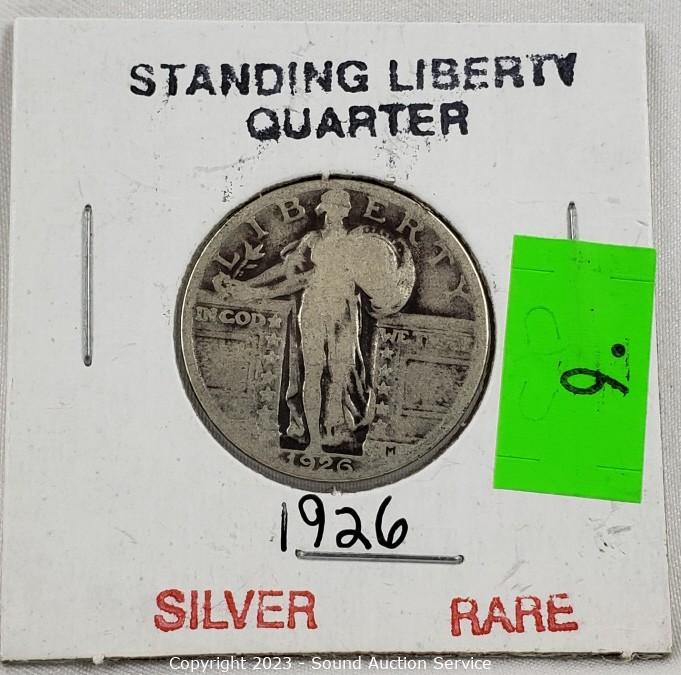 STANDING LIBERTY
QUARTER
LIBERTY
IN GOD WE T
1926 M
9.
1926
SILVER RARE
Copyright 2023 - Sound Auction Service